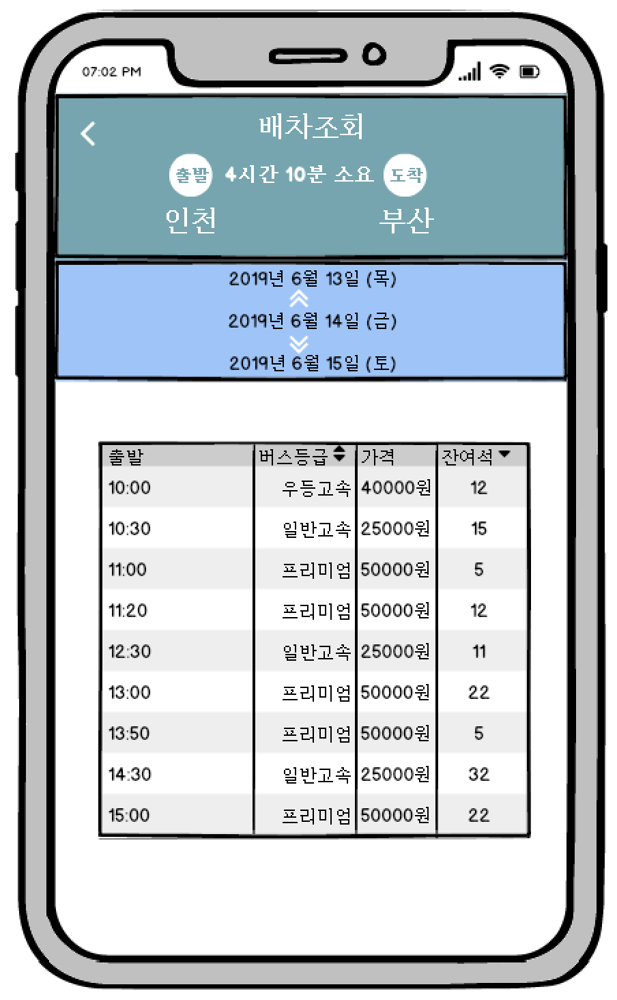 07:02 PM
배차조회
출발 4시간 10분 소요 도착
인천 부산
2019년 6월 13일 (목)
2019년 6월 14일 (금)
2019년 6월 15일 (토)
출발 버스등급 가격 잔여석
10:00 우등고속 40000원 12
10:30 일반고속 25000원 15
11:00 프리미엄 50000원 5
11:20 프리미엄 50000원 12
12:30 일반고속 25000원 11
13:00 프리미엄 50000원 22
13:50 프리미엄 50000원 5
14:30 일반고속 25000원 32
15:00 프리미엄 50000원 22